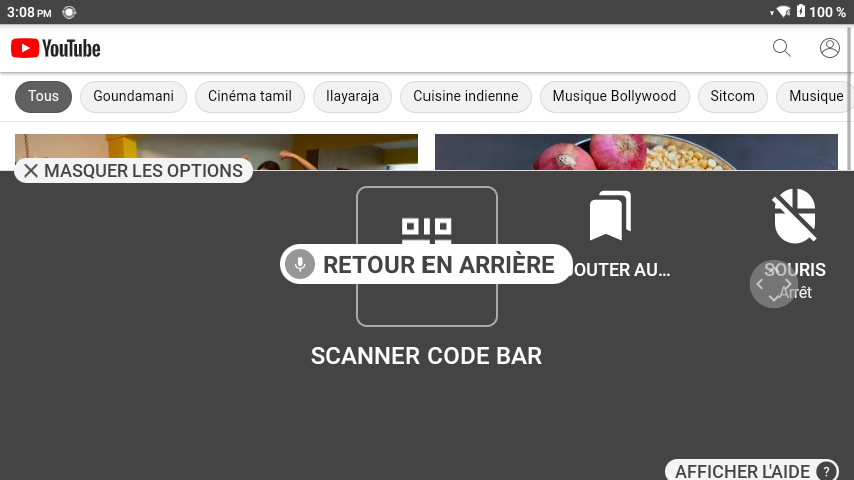 3:08 PM
100 %
YouTube
Tous
Goundamani
Cinéma tamil
Ilayaraja
Cuisine indienne
Musique Bollywood
Sitcom
Musique
MASQUER LES OPTIONS
RETOUR EN ARRIÈRE
OUTER AU...
SOURIS
Arrêt
SCANNER CODE BAR
AFFICHER L'AIDE ?